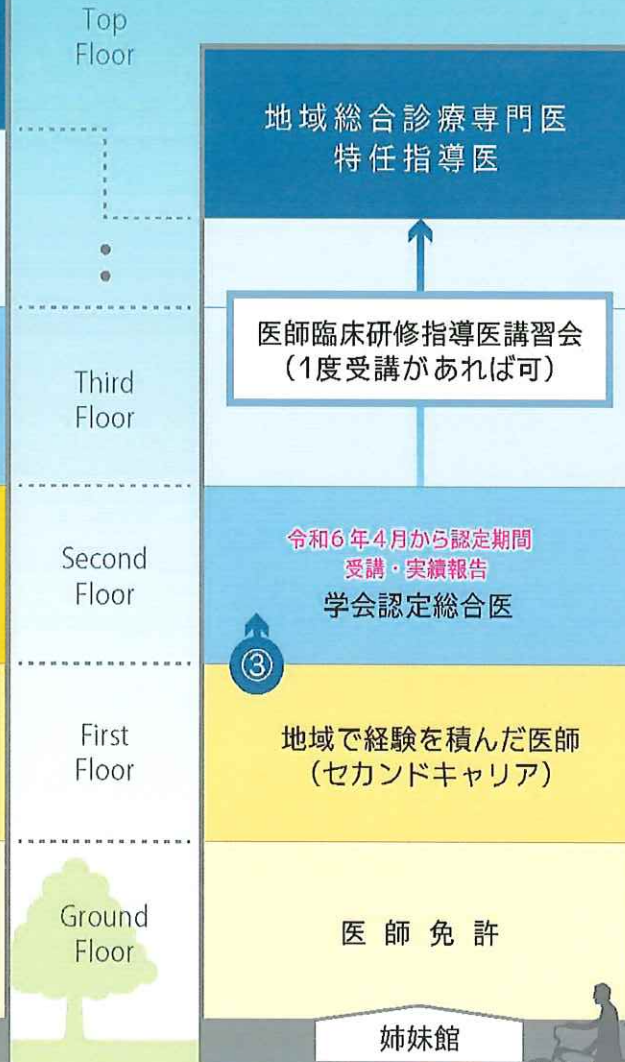 Top
Floor
地域総合診療専門医
特任指導医
医師臨床研修指導医講習会
(1度受講があれば可)
Third
Floor
令和6年4月から認定期間
受講・実績報告
Second
Floor
学会認定総合医
③
First
Floor
地域で経験を積んだ医師
(セカンドキャリア)
Ground
Floor
医師免許
姉妹館